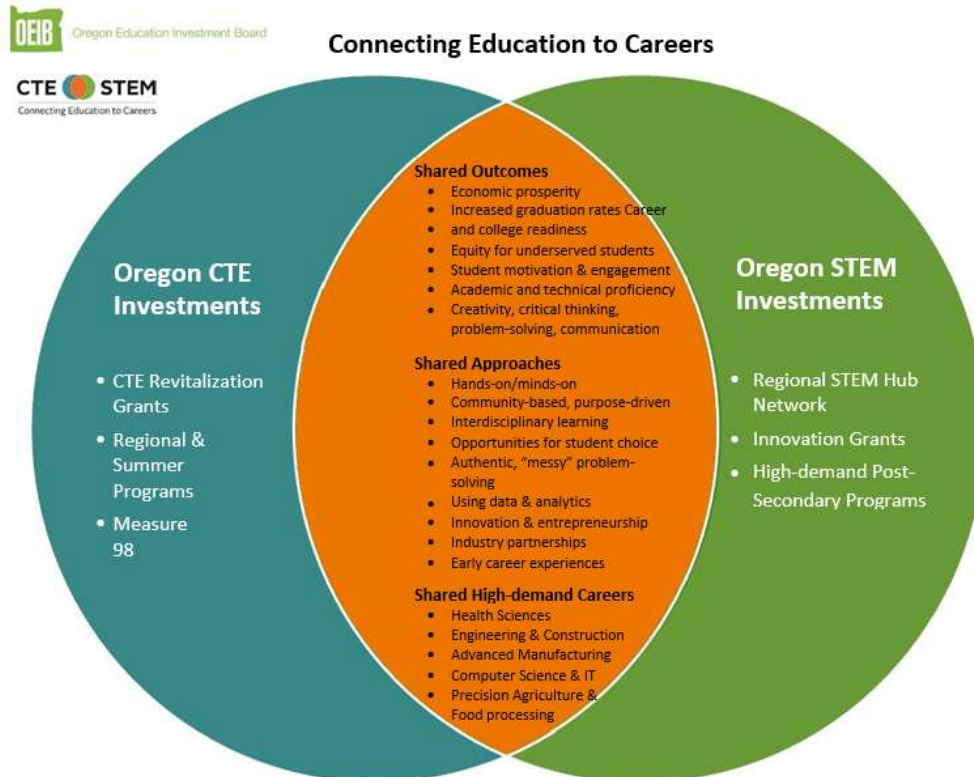 OEIB Oregon Education Investment Board
Connecting Education to Careers
CTE STEM
Connecting Education to Careers
Oregon CTE
Investments
• CTE Revitalization
Grants
• Regional &
Summer
Programs
• Measure
98
Shared Outcomes
• Economic prosperity
• Increased graduation rates Career
• and college readiness
• Equity for underserved students
• Student motivation & engagement
• Academic and technical proficiency
• Creativity, critical thinking,
problem-solving, communication
Shared Approaches
• Hands-on/minds-on
• Community-based, purpose-driven
• Interdisciplinary learning
• Opportunities for student choice
• Authentic, “messy” problem-
solving
• Using data & analytics
• Innovation & entrepreneurship
• Industry partnerships
• Early career experiences
Shared High-demand Careers
• Health Sciences
• Engineering & Construction
• Advanced Manufacturing
• Computer Science & IT
• Precision Agriculture &
Food processing
Oregon STEM
Investments
• Regional STEM Hub
Network
• Innovation Grants
• High-demand Post-
Secondary Programs